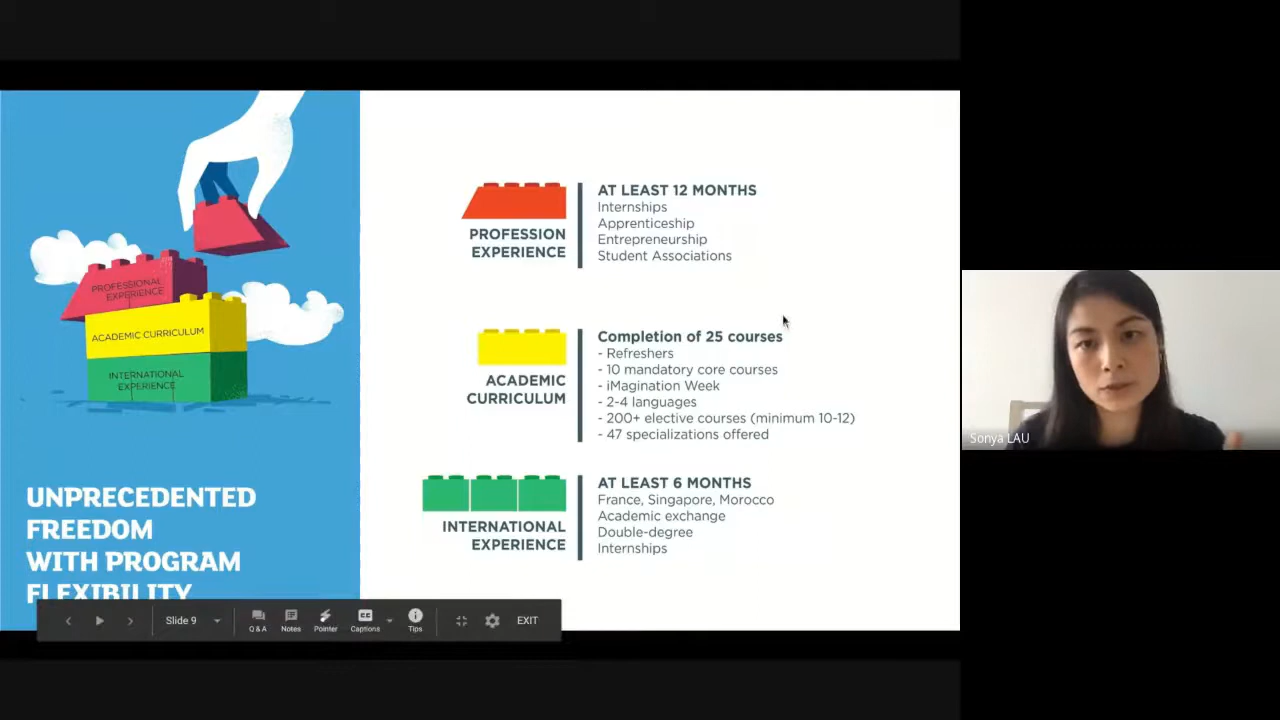 PROFESSIONAL
EXPERIENCE
ACADEMIC CURRICULUM
INTERNATIONAL
EXPERIENCE
UNPRECEDENTED
FREEDOM
WITH PROGRAM
FLEXIBILITY
PROFESSION
EXPERIENCE
AT LEAST 12 MONTHS
Internships
Apprenticeship
Entrepreneurship
Student Associations
ACADEMIC
CURRICULUM
Completion of 25 courses
- Refreshers
- 10 mandatory core courses
- iMagination Week
- 2-4 languages
- 200+ elective courses (minimum 10-12)
- 47 specializations offered
INTERNATIONAL
EXPERIENCE
AT LEAST 6 MONTHS
France, Singapore, Morocco
Academic exchange
Double-degree
Internships
Sonya LAU
Slide 9
Q & A
Notes
Pointer
CC
Captions
Tips
EXIT